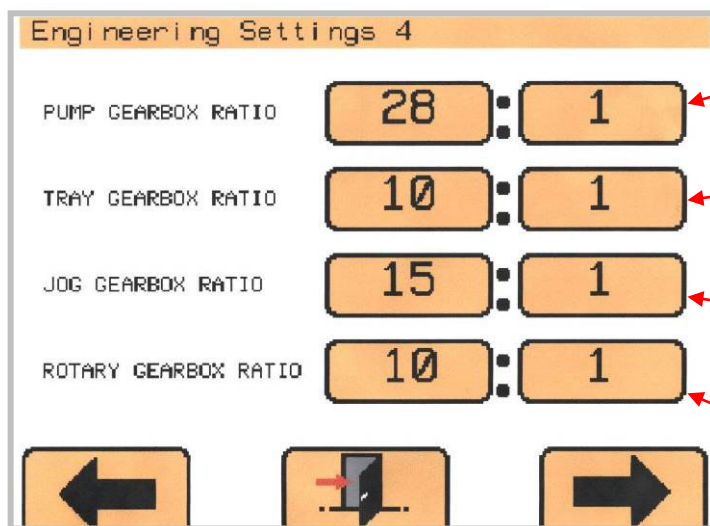 Engineering Settings 4
PUMP GEARBOX RATIO 28 : 1
TRAY GEARBOX RATIO 10 : 1
JOG GEARBOX RATIO 15 : 1
ROTARY GEARBOX RATIO 10 : 1